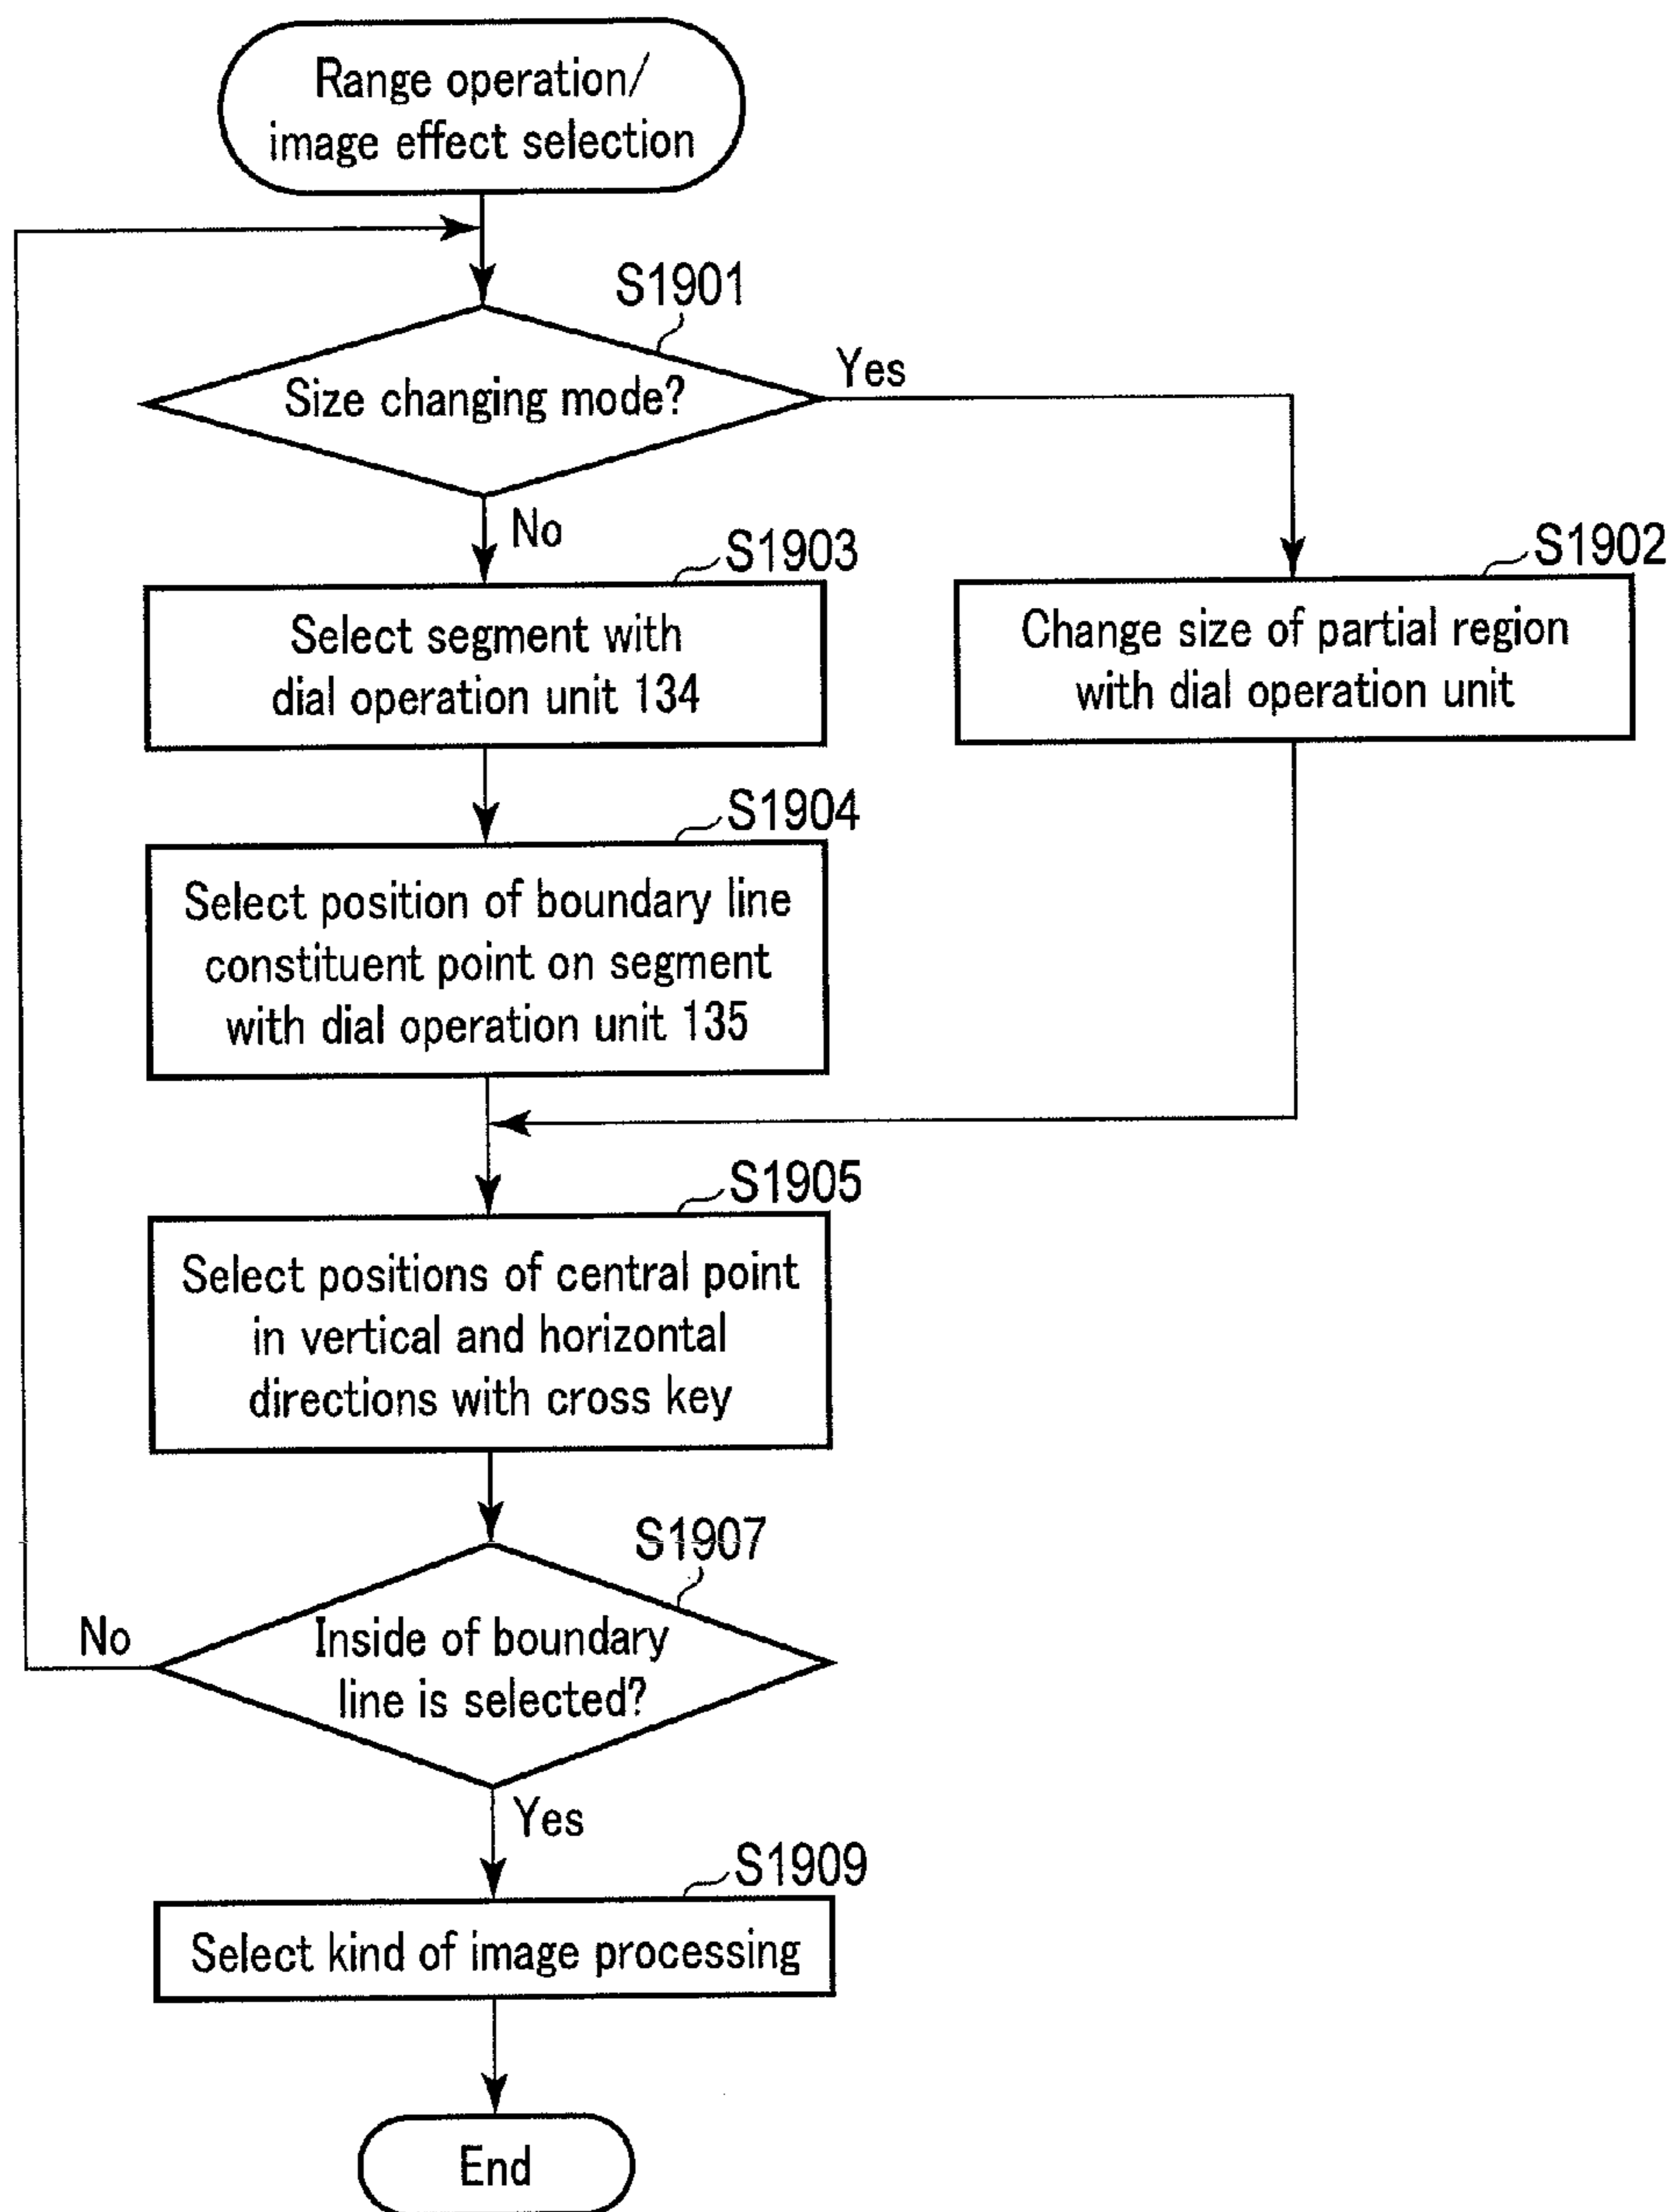 Range operation/
image effect selection
S1901
Size changing mode?
Yes
No
S1903
Select segment with
dial operation unit 134
S1902
Change size of partial region
with dial operation unit
S1904
Select position of boundary line
constituent point on segment
with dial operation unit 135
S1905
Select positions of central point
in vertical and horizontal
directions with cross key
S1907
Inside of boundary
line is selected?
No
Yes
S1909
Select kind of image processing
End